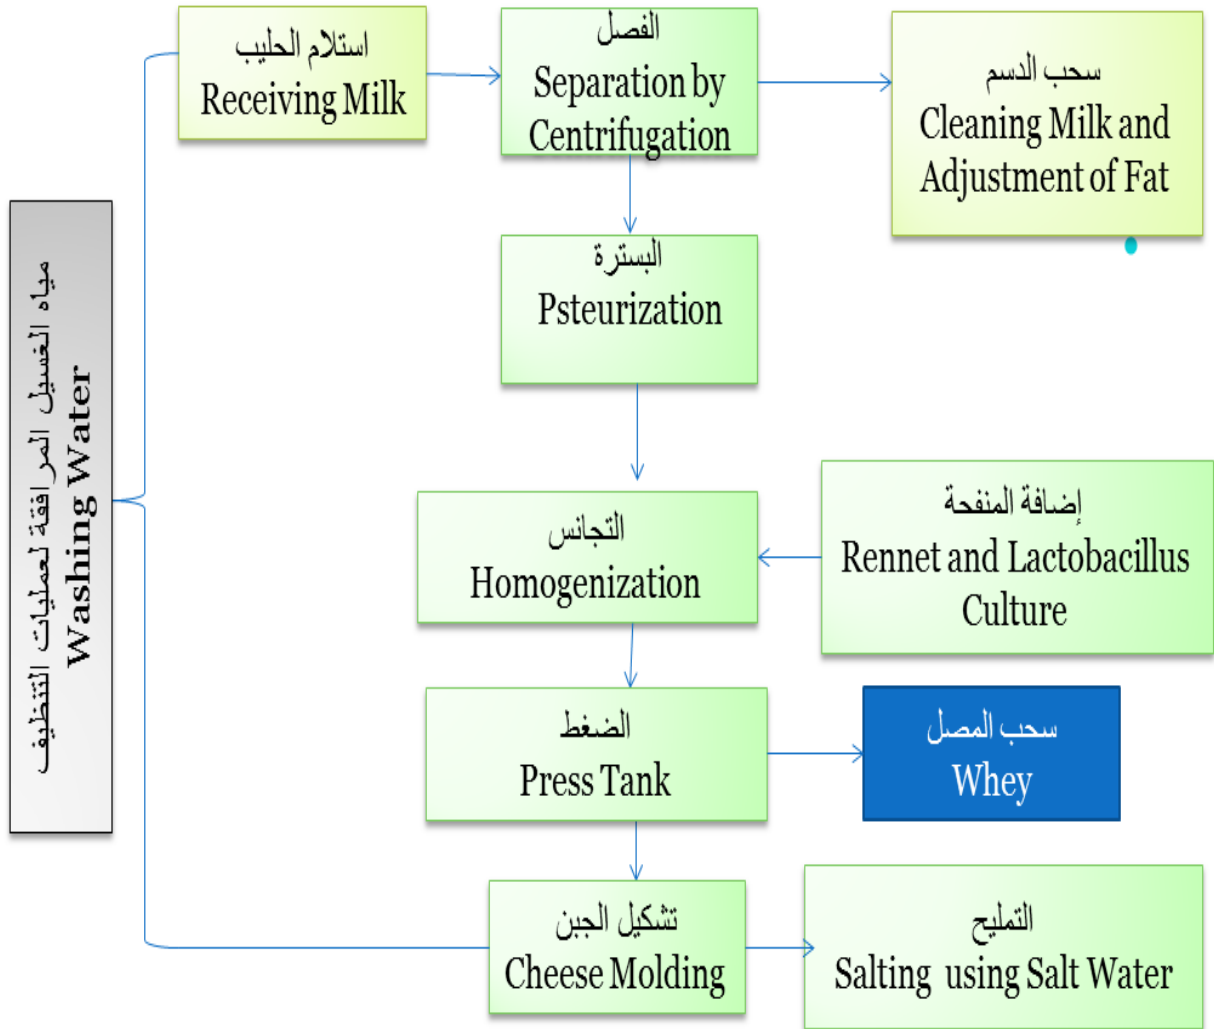 استلام الحليب
Receiving Milk
الفصل
Separation by
Centrifugation
سحب الدسم
Cleaning Milk and
Adjustment of Fat
مياه الغسيل المرافقة لعمليات التنظيف
Washing Water
البسترة
Psteurization
التجانس
Homogenization
إضافة المنفحة
Rennet and Lactobacillus
Culture
الضغط
Press Tank
سحب المصل
Whey
تشكيل الجبن
Cheese Molding
التمليح
Salting using Salt Water